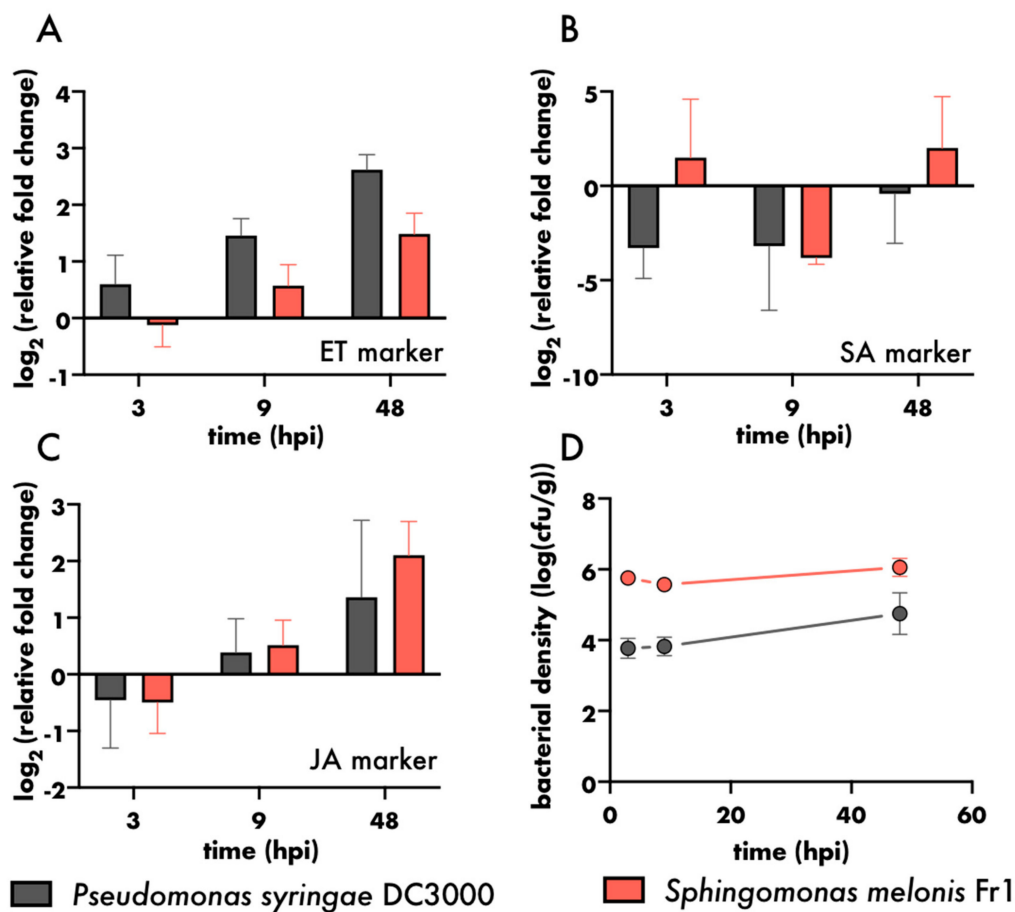 A
log2 (relative fold change)
4
3
2
1
0
-1
ET marker
3 9 48
time (hpi)
B
log2 (relative fold change)
5
0
-5
-10
SA marker
3 9 48
time (hpi)
C
log2 (relative fold change)
3
2
1
0
-1
-2
JA marker
3 9 48
time (hpi)
D
bacterial density (log(cfu/g))
8
6
4
2
0
0 20 40 60
time (hpi)
Pseudomonas syringae DC3000
Sphingomonas melonis Fr1